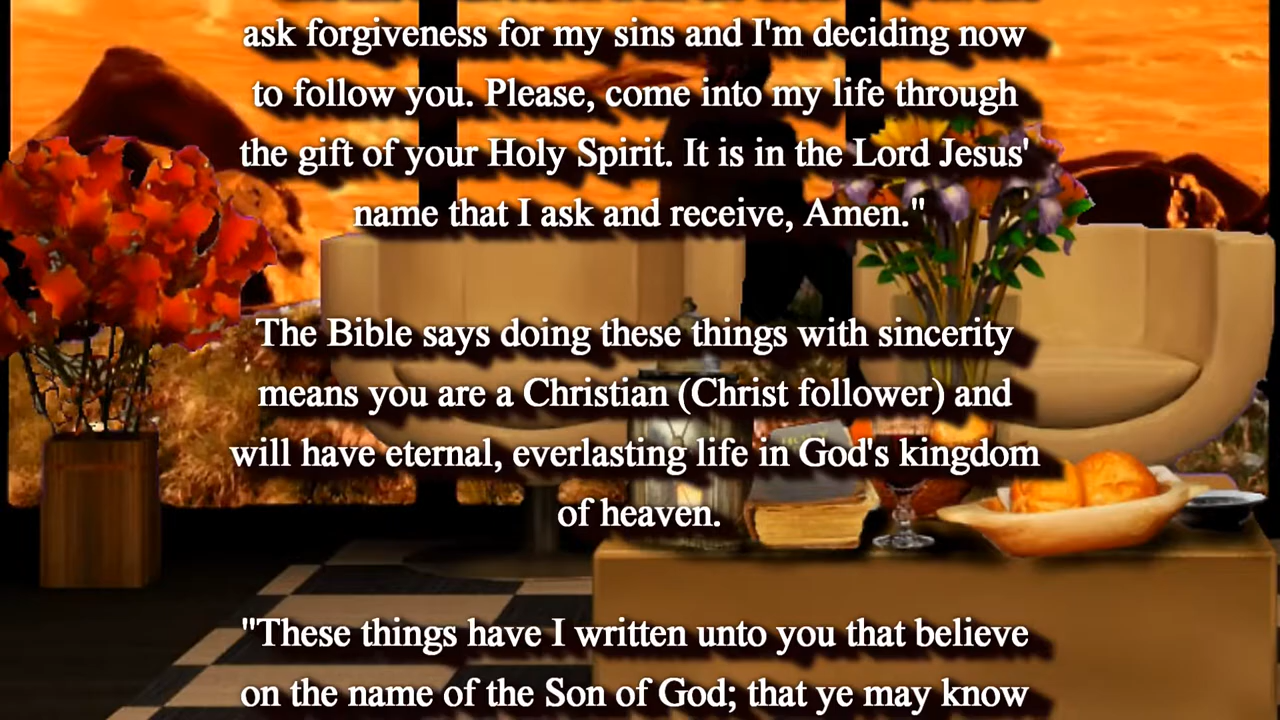 ask forgiveness for my sins and I'm deciding now
to follow you. Please, come into my life through
the gift of your Holy Spirit. It is in the Lord Jesus'
name that I ask and receive, Amen."
The Bible says doing these things with sincerity
means you are a Christian (Christ follower) and
will have eternal, everlasting life in God's kingdom
of heaven.
"These things have I written unto you that believe
on the name of the Son of God; that ye may know